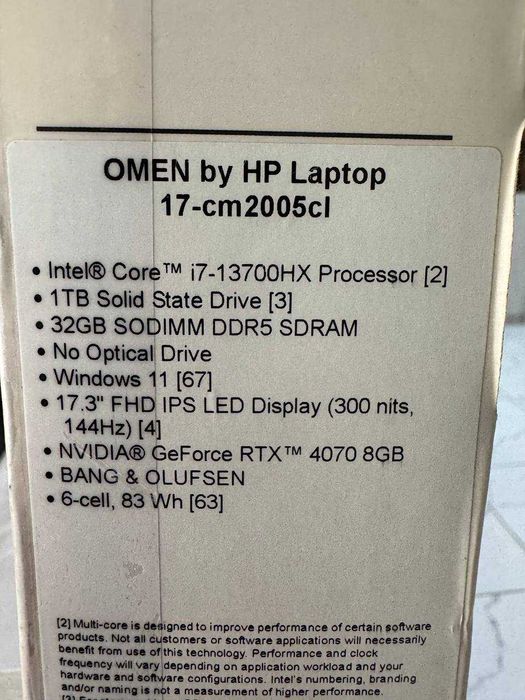 OMEN by HP Laptop
17-cm2005cl
• Intel® Core™ i7-13700HX Processor [2]
• 1TB Solid State Drive [3]
• 32GB SODIMM DDR5 SDRAM
• No Optical Drive
• Windows 11 [67]
• 17.3" FHD IPS LED Display (300 nits,
144Hz) [4]
• NVIDIA® GeForce RTX™ 4070 8GB
• BANG & OLUFSEN
• 6-cell, 83 Wh [63]
[2] Multi-core is designed to improve performance of certain software
products. Not all customers or software applications will necessarily
benefit from use of this technology. Performance and clock
frequency will vary depending on application workload and your
hardware and software configurations. Intel's numbering, branding
and/or naming is not a measurement of higher performance.